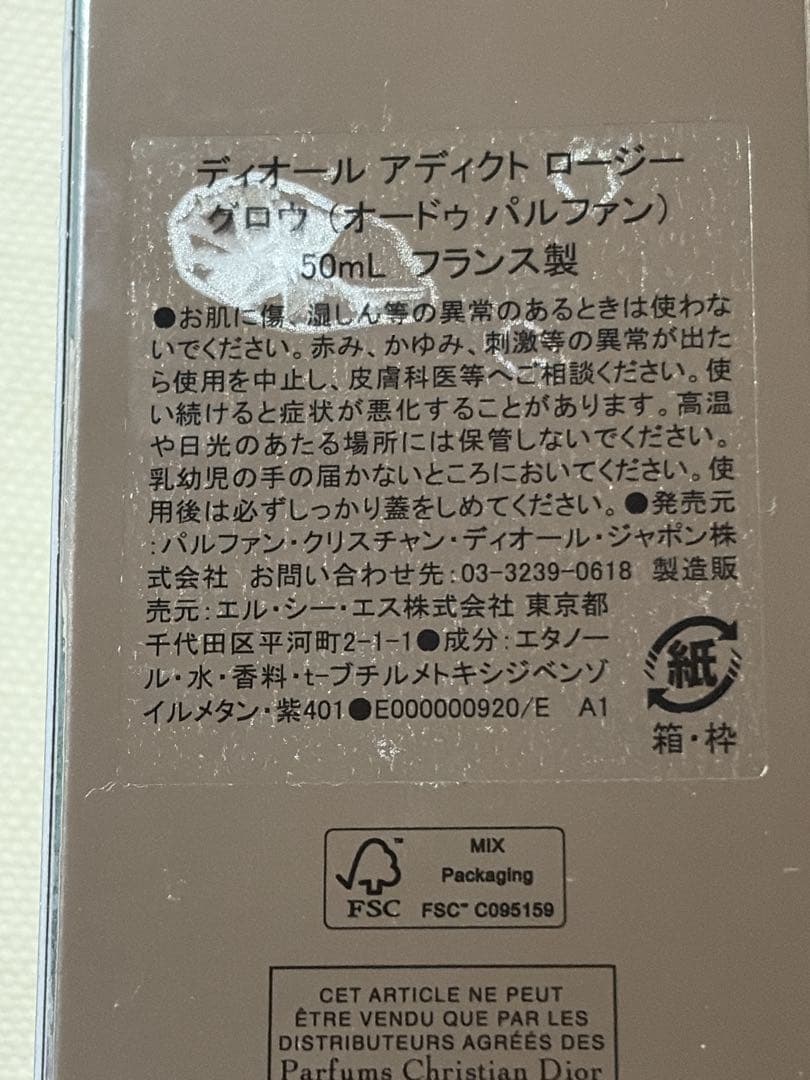 ディオール アディクト ロージー
グロウ（オードゥ パルファン）
50mL フランス製
●お肌に傷、湿しん等の異常のあるときは使わな
いでください。赤み、かゆみ、刺激等の異常が出た
ら使用を中止し、皮膚科医等へご相談ください。使
い続けると症状が悪化することがあります。高温
や日光のあたる場所には保管しないでください。
乳幼児の手の届かないところにおいてください。使
用後は必ずしっかり蓋をしめてください。●発売元
:パルファン・クリスチャン・ディオール・ジャポン株
式会社 お問い合わせ先:03-3239-0618 製造販
売元:エル・シー・エス株式会社 東京都
千代田区平河町2-1-1●成分:エタノー
ル・水・香料・t-ブチルメトキシジベンゾ
イルメタン・紫401●E000000920/E A1
紙
箱・枠
FSC™
MIX
Packaging
FSC™ C095159
CET ARTICLE NE PEUT
ÊTRE VENDU QUE PAR LES
DISTRIBUTEURS AGRÉÉS DES
Parfums Christian Dior